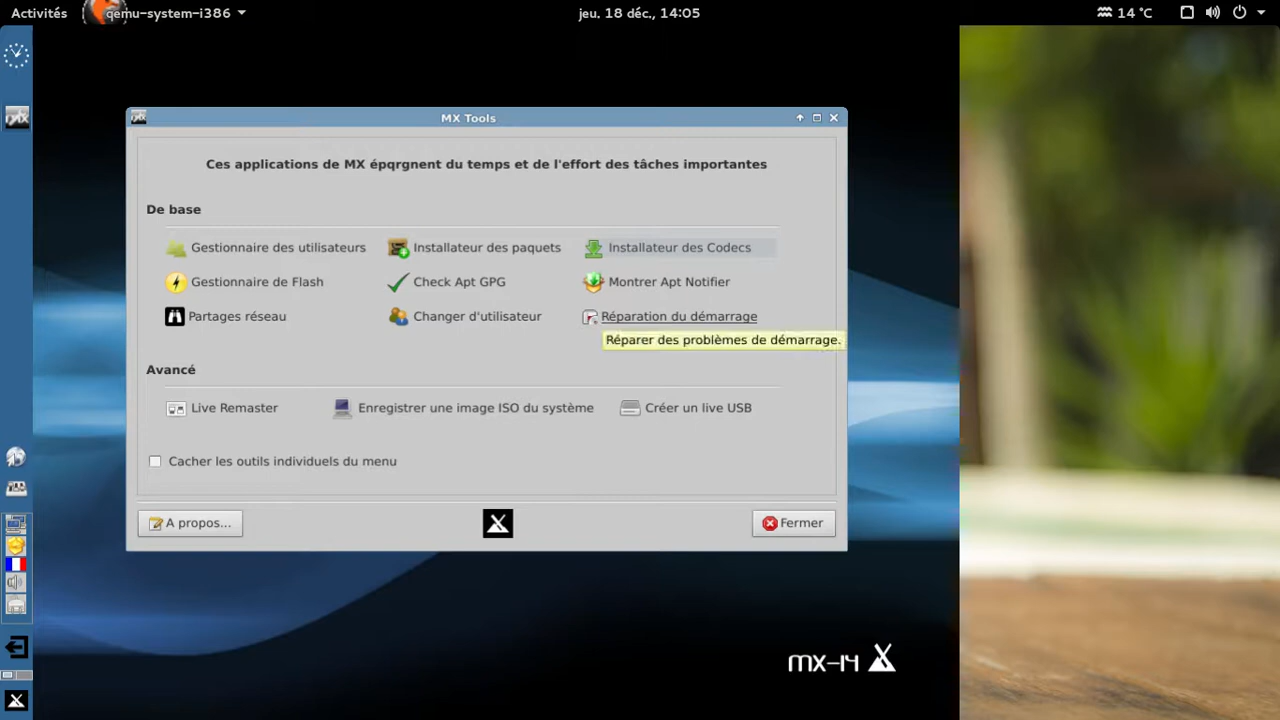 Activités
qemu-system-i386
jeu. 18 déc., 14:05
14 °C
MX Tools
Ces applications de MX épqrgnent du temps et de l'effort des tâches importantes
De base
Gestionnaire des utilisateurs
Installateur des paquets
Installateur des Codecs
Gestionnaire de Flash
Check Apt GPG
Montrer Apt Notifier
Partages réseau
Changer d'utilisateur
Réparation du démarrage
Réparer des problèmes de démarrage.
Avancé
Live Remaster
Enregistrer une image ISO du système
Créer un live USB
Cacher les outils individuels du menu
A propos...
Fermer
mx-14